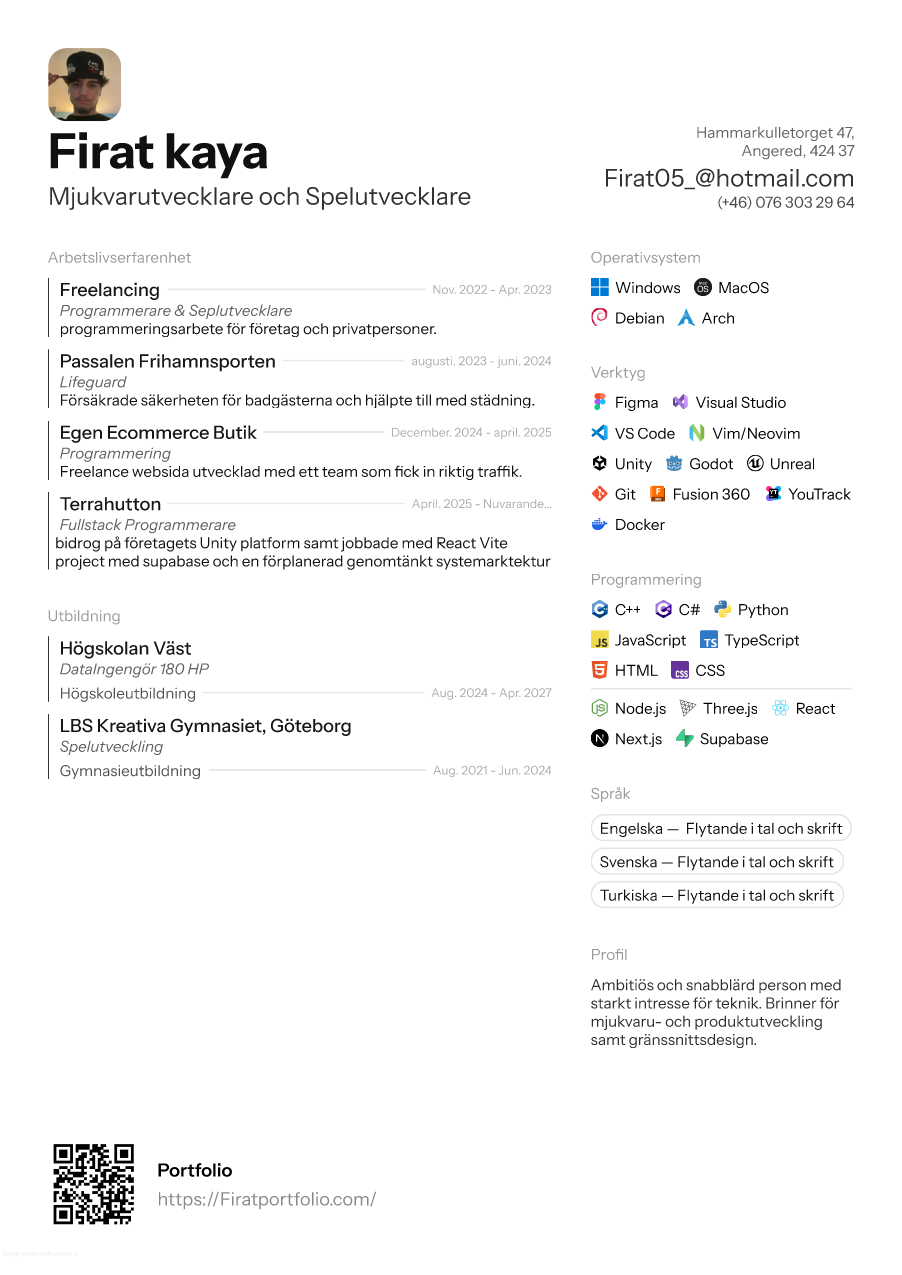 Firat kaya
Mjukvarutvecklare och Spelutvecklare
Hammarkulletorget 47,
Angered, 424 37
Firat05_@hotmail.com
(+46) 076 303 29 64
Arbetslivserfarenhet
Freelancing Nov. 2022 - Apr. 2023
Programmerare & Seplutvecklare
programmeringsarbete för företag och privatpersoner.
Passalen Frihamnsporten augusti. 2023 - juni. 2024
Lifeguard
Försäkrade säkerheten för badgästerna och hjälpte till med städning.
Egen Ecommerce Butik December. 2024 - april. 2025
Programmering
Freelance websida utvecklad med ett team som fick in riktig traffik.
Terrahutton April. 2025 - Nuvarande...
Fullstack Programmerare
bidrog på företagets Unity platform samt jobbade med React Vite
project med supabase och en förplanerad genomtänkt systemarktektur
Utbildning
Högskolan Väst
DataIngengör 180 HP
Högskoleutbildning Aug. 2024 - Apr. 2027
LBS Kreativa Gymnasiet, Göteborg
Spelutveckling
Gymnasieutbildning Aug. 2021 - Jun. 2024
Operativsystem
Windows MacOS
Debian Arch
Verktyg
Figma Visual Studio
VS Code Vim/Neovim
Unity Godot Unreal
Git Fusion 360 YouTrack
Docker
Programmering
C++ C# Python
JavaScript TypeScript
HTML CSS
Node.js Three.js React
Next.js Supabase
Språk
Engelska — Flytande i tal och skrift
Svenska — Flytande i tal och skrift
Turkiska — Flytande i tal och skrift
Profil
Ambitiös och snabblärd person med
starkt intresse för teknik. Brinner för
mjukvaru- och produktutveckling
samt gränssnittsdesign.
Portfolio
https://Firatportfolio.com/